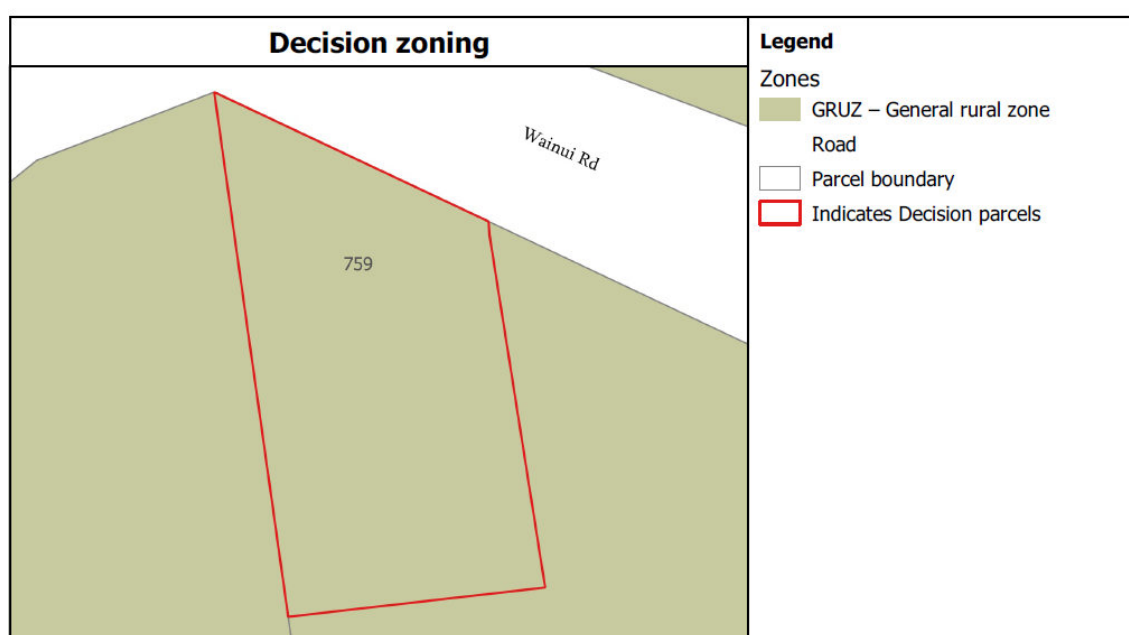 Decision zoning
Wainui Rd
759
Legend
Zones
GRUZ – General rural zone
Road
Parcel boundary
Indicates Decision parcels